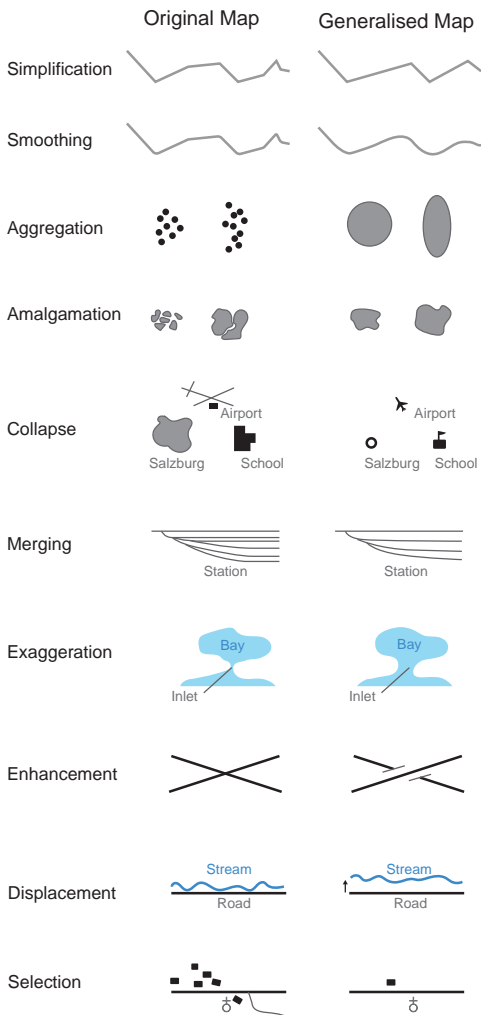 Original Map Generalised Map
Simplification
Smoothing
Aggregation
Amalgamation
Collapse
Airport Airport
Salzburg School Salzburg School
Merging
Station Station
Exaggeration
Bay Bay
Inlet Inlet
Enhancement
Stream Stream
Displacement
Road Road
Selection